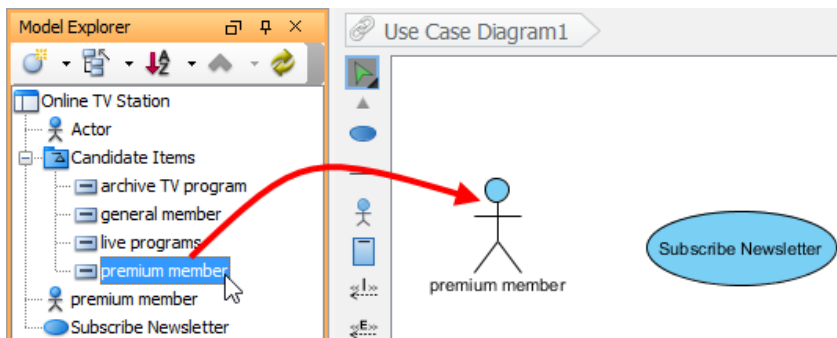 Model Explorer
Use Case Diagram1
A
Z
Online TV Station
Actor
Candidate Items
archive TV program
general member
live programs
premium member
premium member
Subscribe Newsletter
premium member
Subscribe Newsletter
«I»
«E»